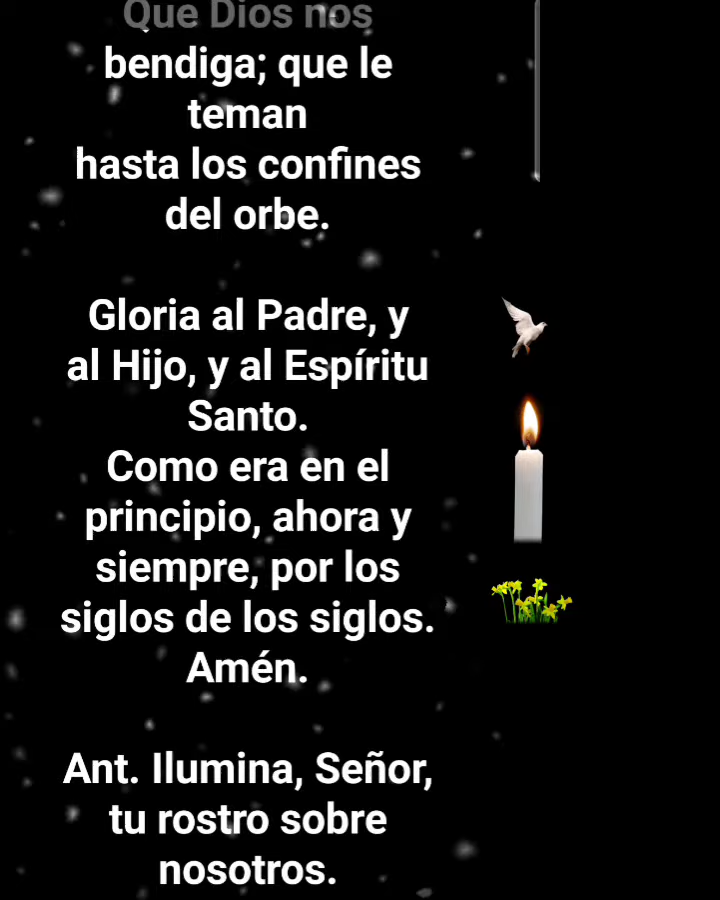 Que Dios nos
bendiga; que le
teman
hasta los confines
del orbe.
Gloria al Padre, y
al Hijo, y al Espíritu
Santo.
Como era en el
principio, ahora y
siempre, por los
siglos de los siglos.
Amén.
Ant. Ilumina, Señor,
tu rostro sobre
nosotros.